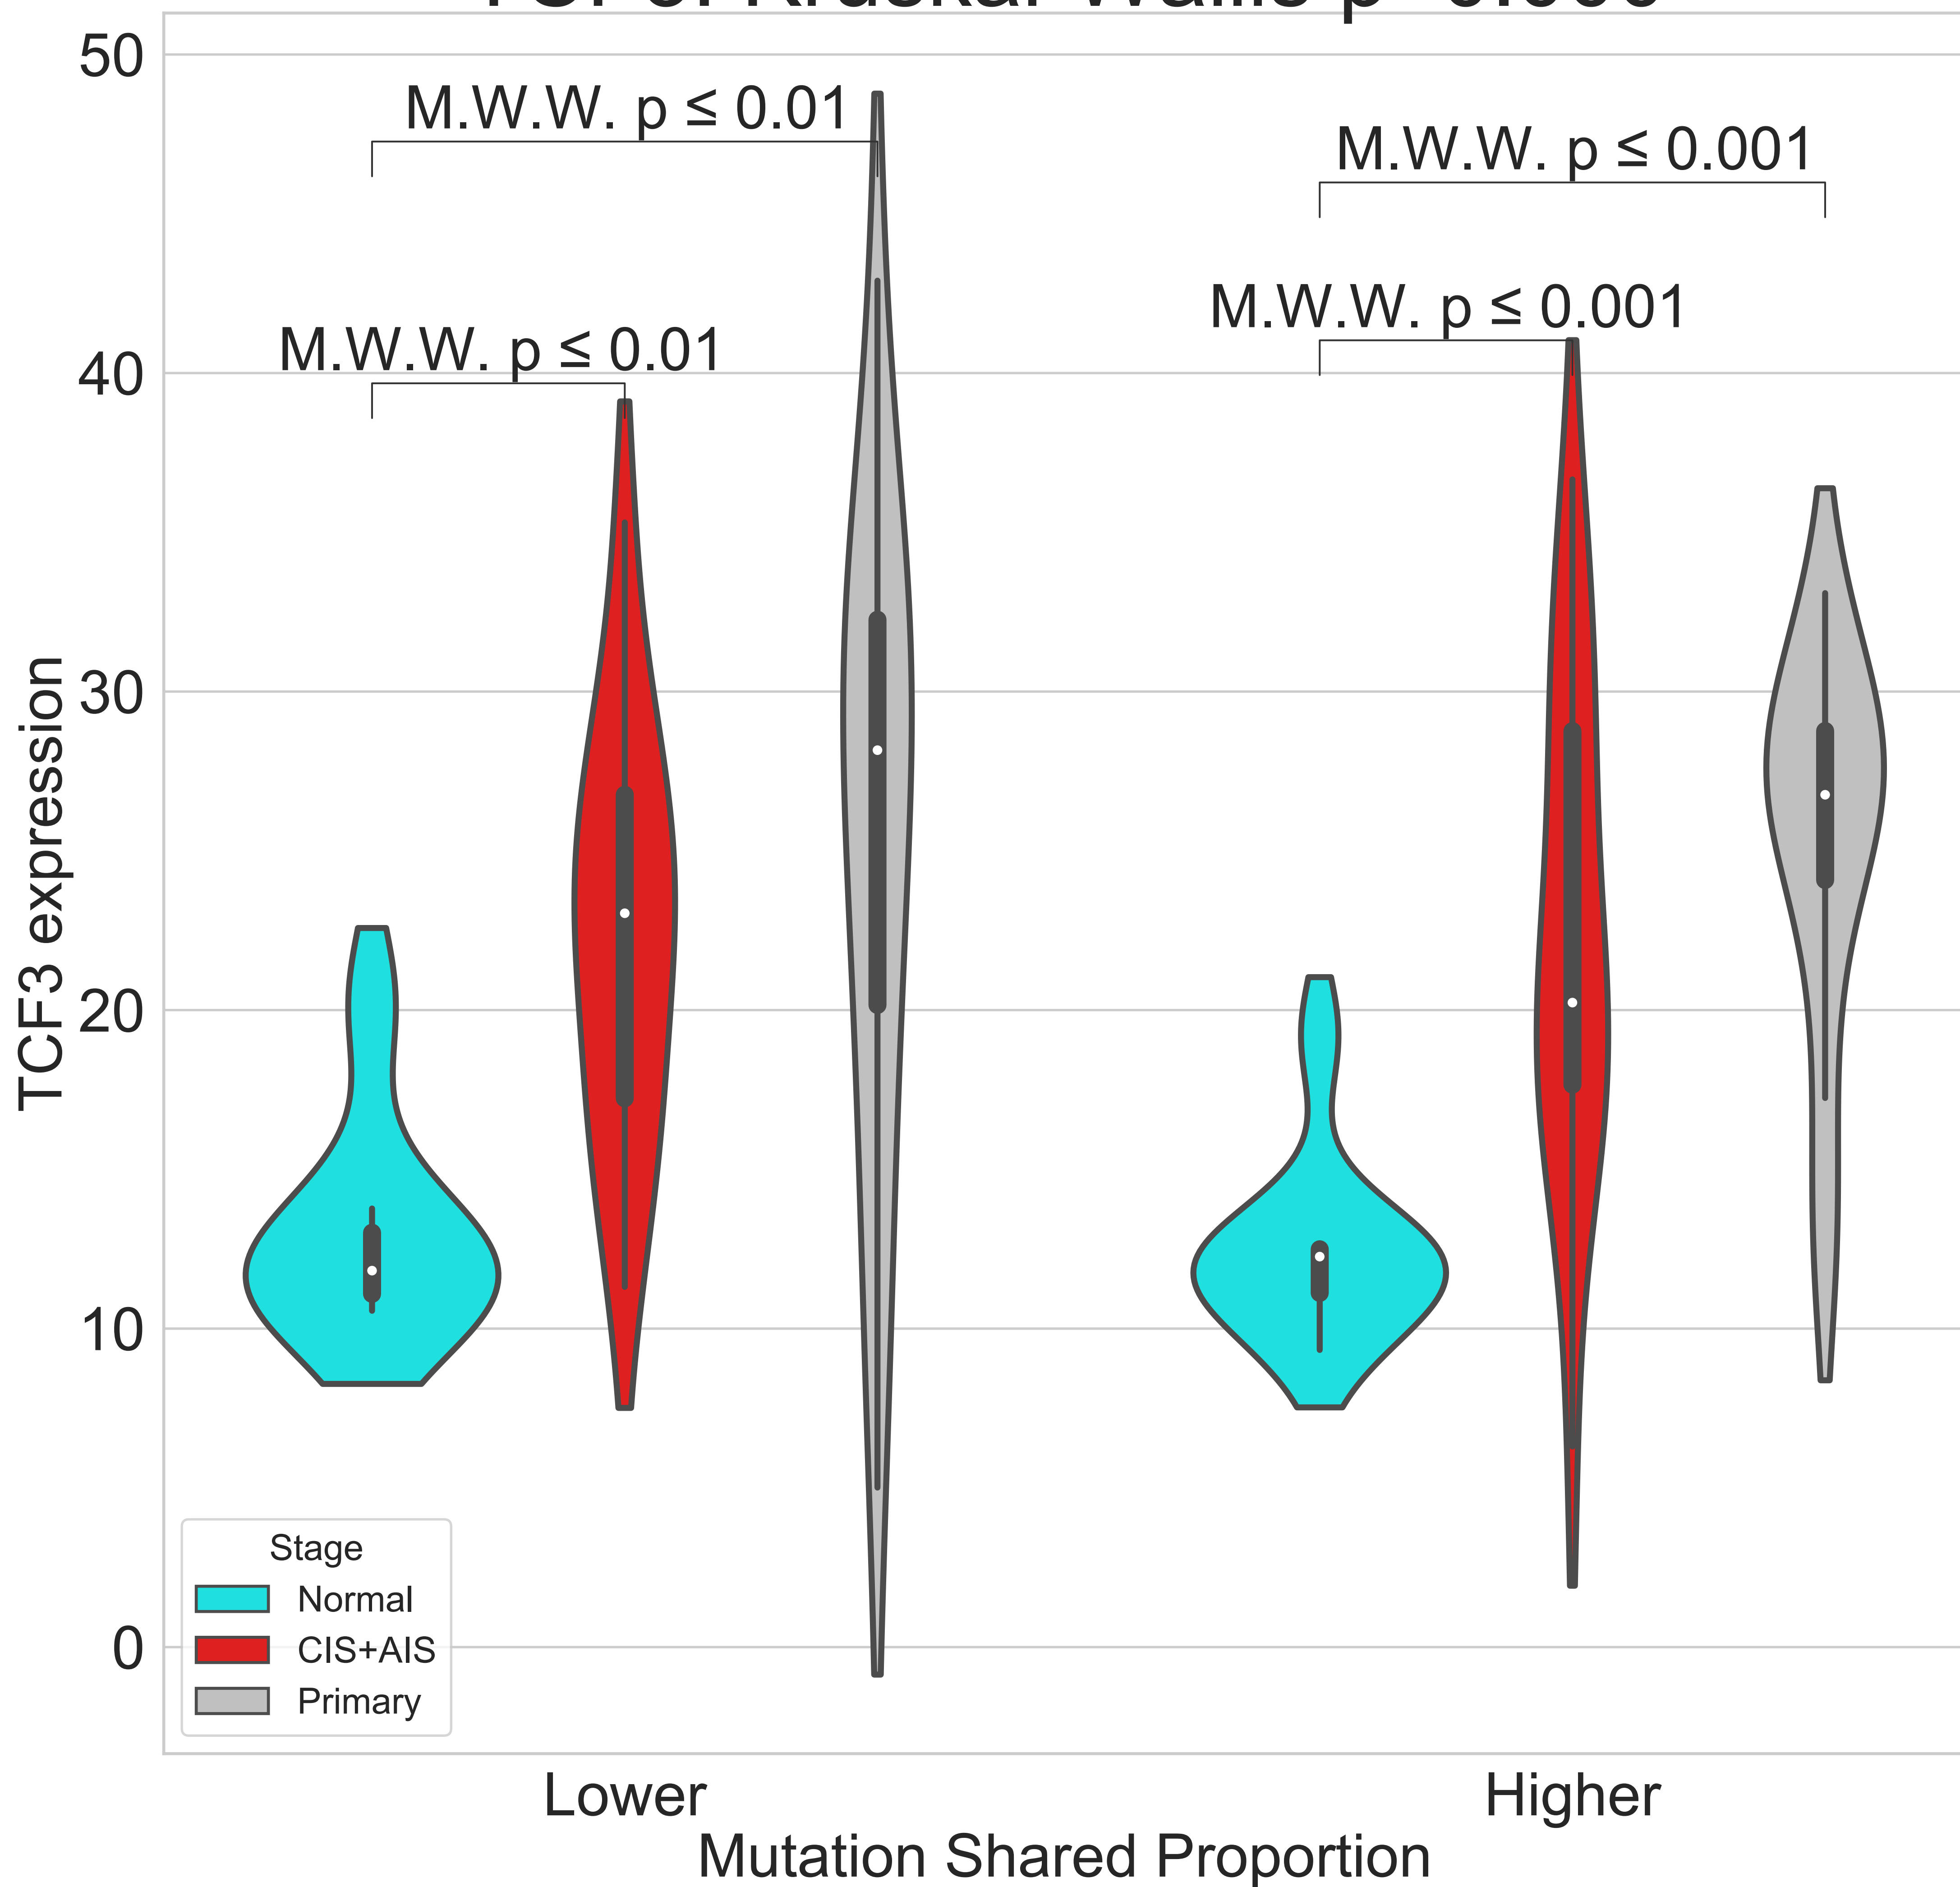 50
M.W.W. p ≤ 0.01
M.W.W. p ≤ 0.001
M.W.W. p ≤ 0.001
M.W.W. p ≤ 0.01
40
30
TCF3 expression
20
10
0
Stage
Normal
CIS+AIS
Primary
Lower
Higher
Mutation Shared Proportion